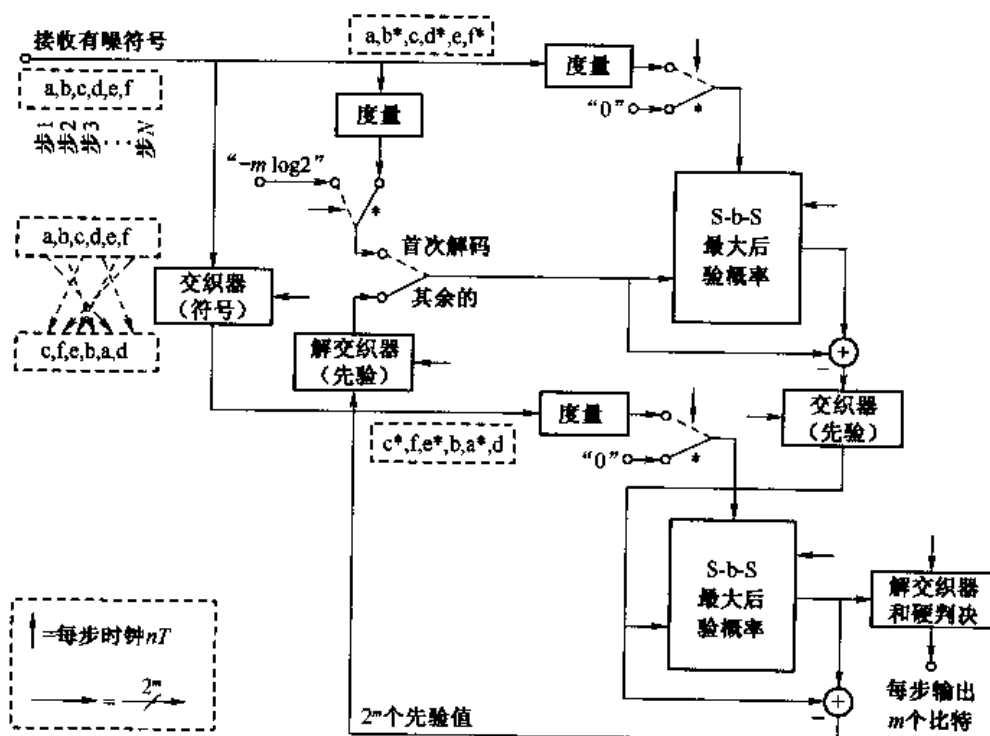 接收有噪符号
a,b,c,d,e,f
步1
步2
步3
…
步N
a,b*,c,d*,e,f*
度量
“0”
*
度量
“-m log2”
*
首次解码
其余的
S-b-S
最大后
验概率
a,b,c,d,e,f
交织器
(符号)
c,f,e,b,a,d
解交织器
(先验)
+
−
交织器
(先验)
度量
c*,f,e*,b,a*,d
“0”
*
S-b-S
最大后
验概率
解交织器
和硬判决
每步输出
m个比特
+
−
2ᵐ个先验值
=每步时钟nT
= 2ᵐ